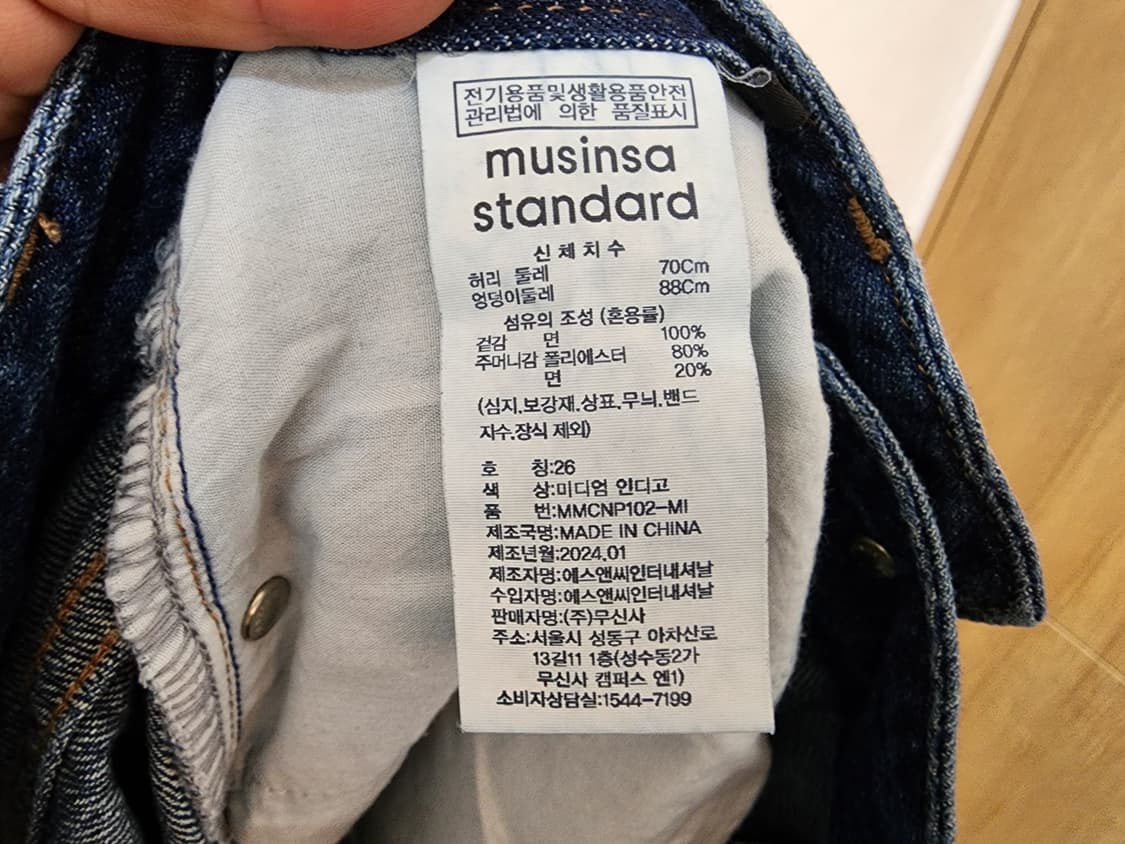 전기용품및생활용품안전
관리법에 의한 품질표시
musinsa
standard
신체치수
허리 둘레 70Cm
엉덩이둘레 88Cm
섬유의 조성 (혼용률)
겉감 면 100%
주머니감 폴리에스터 80%
면 20%
(심지.보강재.상표.무늬.밴드
자수.장식 제외)
호 칭:26
색 상:미디엄 인디고
품 번:MMCNP102-MI
제조국명:MADE IN CHINA
제조년월:2024.01
제조자명:에스앤씨인터내셔날
수입자명:에스앤씨인터내셔날
판매자명:(주)무신사
주소:서울시 성동구 아차산로
13길11 1층(성수동2가
무신사 캠퍼스 엔1)
소비자상담실:1544-7199